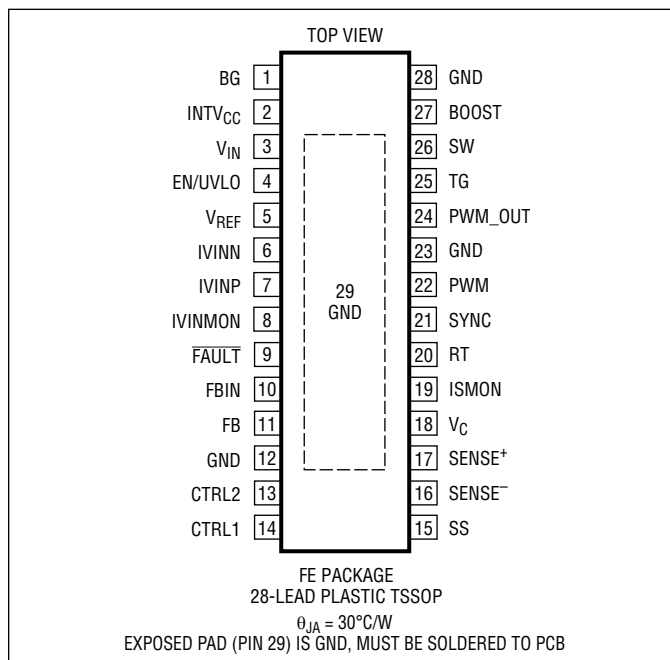 TOP VIEW
BG 1
INTVCC 2
VIN 3
EN/UVLO 4
VREF 5
IVINN 6
IVINP 7
IVINMON 8
FAULT 9
FBIN 10
FB 11
GND 12
CTRL2 13
CTRL1 14
29
GND
28 GND
27 BOOST
26 SW
25 TG
24 PWM_OUT
23 GND
22 PWM
21 SYNC
20 RT
19 ISMON
18 VC
17 SENSE+
16 SENSE–
15 SS
FE PACKAGE
28-LEAD PLASTIC TSSOP
θJA = 30°C/W
EXPOSED PAD (PIN 29) IS GND, MUST BE SOLDERED TO PCB